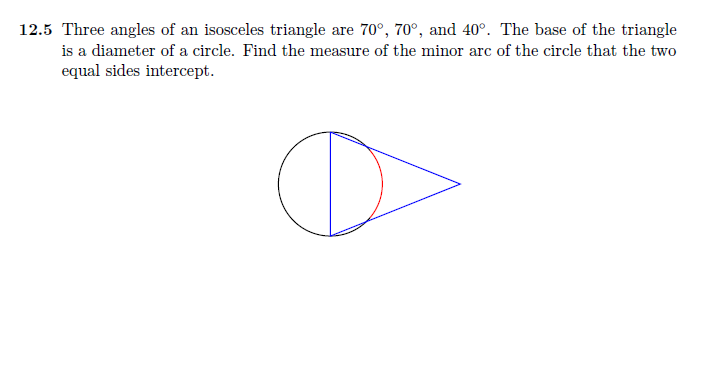 12.5 Three angles of an isosceles triangle are 70°, 70°, and 40°. The base of the triangle
is a diameter of a circle. Find the measure of the minor arc of the circle that the two
equal sides intercept.